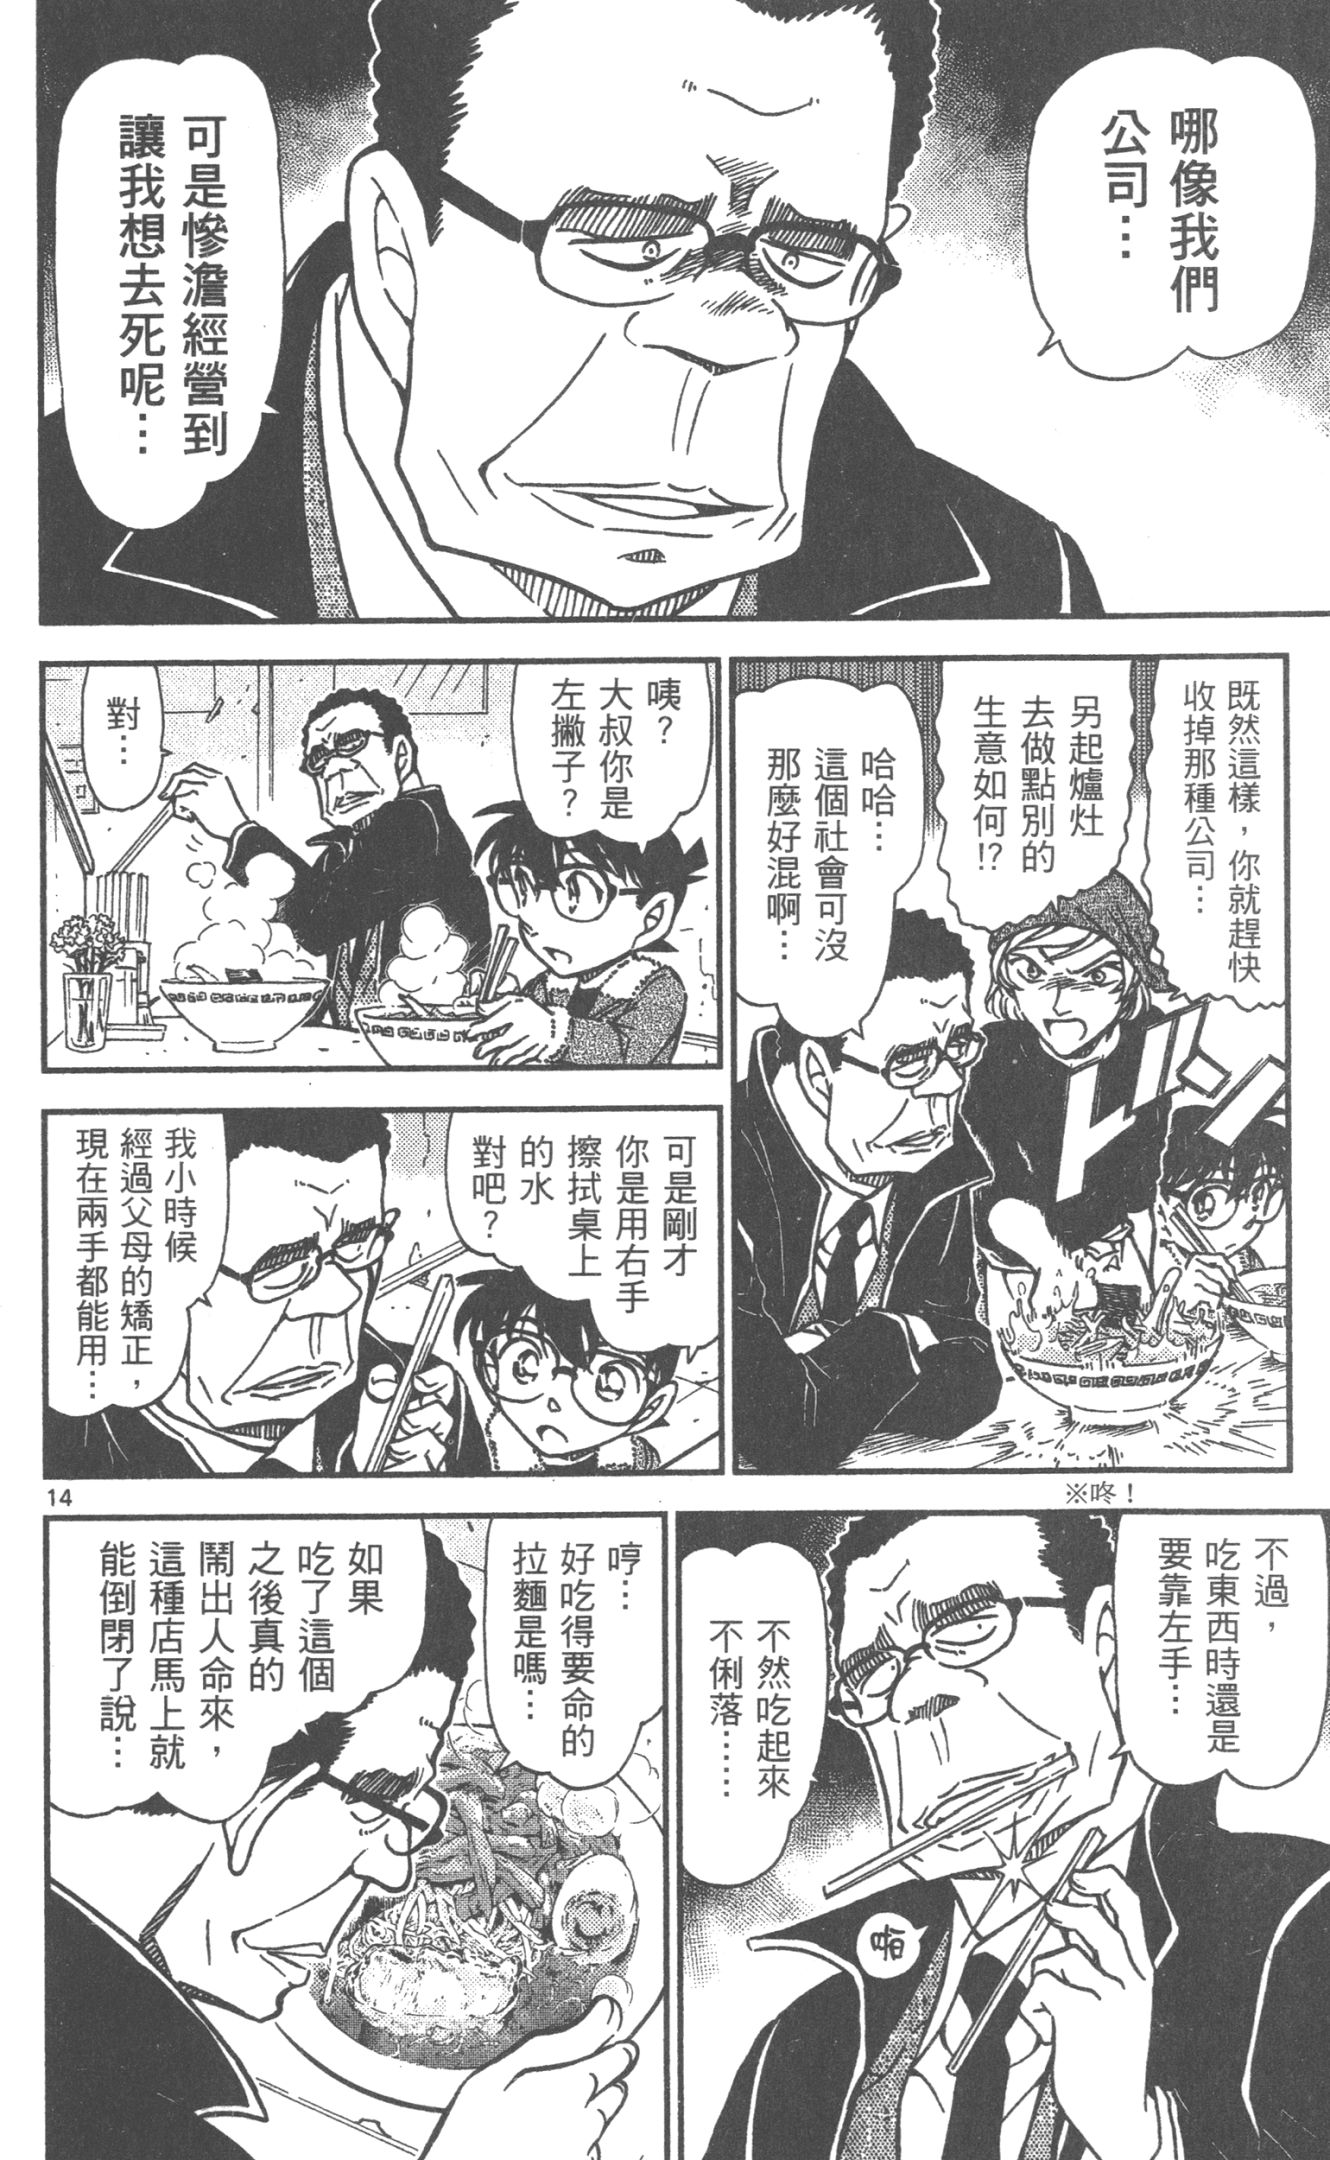 哪像我們
公司⋯
可是慘澹經營到
讓我想去死呢⋯
既然這樣，你就趕快
收掉那種公司⋯
另起爐灶
去做點別的
生意如何!?
哈哈⋯
這個社會可沒
那麼好混啊⋯
ドン
※咚！
咦？
大叔你是
左撇子？
對⋯
可是剛才
你是用右手
擦拭桌上
的水
對吧？
我小時候
經過父母的矯正，
現在兩手都能用⋯
14
不過，
吃東西時還是
要靠左手⋯
不然吃起來
不俐落⋯⋯
啪
哼⋯
好吃得要命的
拉麵是嗎⋯
如果
吃了這個
之後真的
鬧出人命來，
這種店馬上就
能倒閉了說⋯